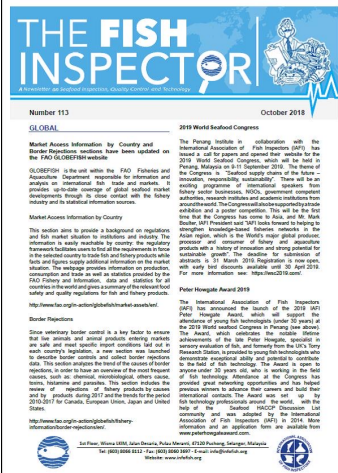 THE FISH
INSPECTOR
A Newsletter on Seafood Inspection, Quality Control and Technology
Number 113
October 2018
GLOBAL
Market Access Information by Country and
Border Rejections sections have been updated on
the FAO GLOBEFISH website
GLOBEFISH is the unit within the FAO Fisheries and
Aquaculture Department responsible for information and
analysis on international fish trade and markets. It
provides up-to-date coverage of global seafood market
developments through its close contact with the fishery
industry and its statistical information sources.
Market Access Information by Country
This section aims to provide a background on regulations
and fish market situation to institutions and industry. The
information is easily reachable by country: the regulatory
framework facilitates users to find all the requirements in force
in the selected country to trade fish and fishery products while
facts and figures supply additional information on the market
situation. The webpage provides information on production,
consumption and trade as well as statistics provided by the
FAO Fishery and Information, data and statistics for all
countries in the world and gives a summary of the relevant food
safety and quality regulations for fish and fishery products.
http://www.fao.org/in-action/globefish/market-access/en/.
Border Rejections
Since veterinary border control is a key factor to ensure
that live animals and animal products entering markets
are safe and meet specific import conditions laid out in
each country's legislation, a new section was launched
to describe border controls and collect border rejections
data. This section analyzes the trend of the causes of border
rejections, in order to have an overview of the most frequent
causes, such as chemical, microbiological, others cause,
toxins, histamine and parasites. This section includes the
review of rejections of fishery products by causes
and by products during 2017 and the trends for the period
2010-2017 for Canada, European Union, Japan and United
States.
http://www.fao.org/in-action/globefish/fishery-
information/border-rejections/en/.
2019 World Seafood Congress
The Penang Institute in collaboration with the
International Association of Fish Inspectors (IAFI) has
issued a call for papers and opened their website for the
2019 World Seafood Congress, which will be held in
Penang, Malaysia on 9-11 September 2019. The theme of
the Congress is "Seafood supply chains of the future –
innovation, responsibility, sustainability". There will be an
exciting programme of international speakers from
fishery sector businesses, NGOs, government competent
authorities, research institutes and academic institutions from
around the world. The Congress will also be supported by a trade
exhibition and a poster competition. This will be the first
time that the Congress has come to Asia, and Mr. Mark
Boulter, IAFI President said "IAFI looks forward to helping to
strengthen knowledge-based fisheries networks in the
Asian region, which is the World's major global producer,
processor and consumer of fishery and aquaculture
products with a history of innovation and strong potential for
sustainable growth". The deadline for submission of
abstracts is 31 March 2019. Registration is now open,
with early bird discounts available until 30 April 2019.
For more information see: https://wsc2019.com/.
Peter Howgate Award 2019
The International Association of Fish Inspectors
(IAFI) has announced the launch of the 2019 IAFI
Peter Howgate Award, which will support the
attendance of young fish technologists (under 30 years) at
the 2019 World seafood Congress in Penang (see above).
The Award, which celebrates the notable lifetime
achievements of the late Peter Howgate, specialist in
sensory evaluation of fish, and formerly from the UK's Torry
Research Station, is provided to young fish technologists who
demonstrate exceptional ability and potential to contribute
to the field of fish technology. The Award is open to
anyone under 30 years old, who is working in the field
of fish technology. Attendance at the Congress has
provided great networking opportunities and has helped
previous winners to advance their careers and build their
international contacts. The Award was set up by
fish technology professionals around the world, with the
help of the Seafood HACCP Discussion List
community and was adopted by the International
Association of Fish Inspectors (IAFI) in 2014. More
information and an application form are available from
www.peterhowgateaward.com.
1st Floor, Wisma LKIM, Jalan Desaria, Pulau Meranti, 47120 Puchong, Selangor, Malaysia
Tel: (603) 8066 8112 - Fax: (603) 8060 3697 - E-mail: info@infofish.org
Website: www.infofish.org